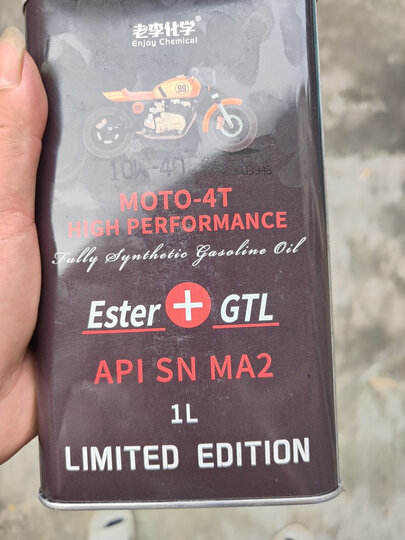 老李化学®
Enjoy Chemical
99
10W-40
MOTO-4T
HIGH PERFORMANCE
Fully Synthetic Gasoline Oil
Ester + GTL
API SN MA2
1L
LIMITED EDITION